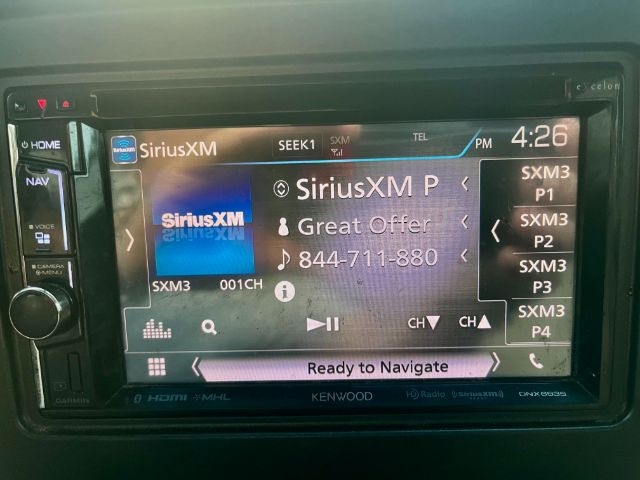 excelon
HOME
SiriusXM
SiriusXM SEEK1 SXM TEL PM 4:26
NAV
VOICE
CAMERA
MENU
SiriusXM
SiriusXM P
Great Offer
844-711-880
SXM3 001CH
SXM3
P1
SXM3
P2
SXM3
P3
SXM3
P4
CH▼ CH▲
Ready to Navigate
GARMIN HDMI MHL KENWOOD HD Radio SiriusXM DNX693S